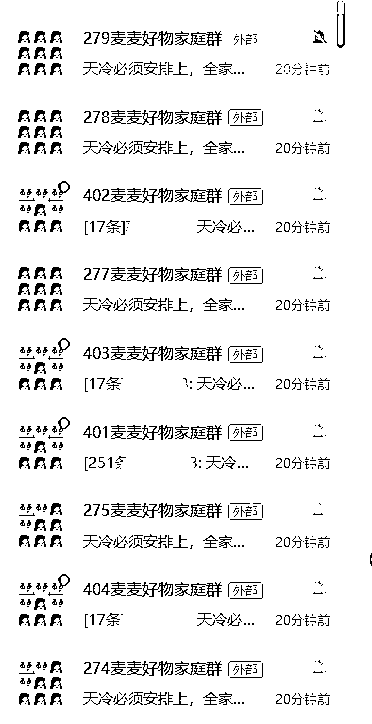 279麦麦好物家庭群 外部
天冷必须安排上，全家... 20分钟前
278麦麦好物家庭群 外部
天冷必须安排上，全家... 20分钟前
402麦麦好物家庭群 外部
[17条] 天冷必... 20分钟前
277麦麦好物家庭群 外部
天冷必须安排上，全家... 20分钟前
403麦麦好物家庭群 外部
[17条 : 天冷必... 20分钟前
401麦麦好物家庭群 外部
[251条 : 天冷... 20分钟前
275麦麦好物家庭群 外部
天冷必须安排上，全家... 20分钟前
404麦麦好物家庭群 外部
[17条 天冷必... 20分钟前
274麦麦好物家庭群 外部
天冷必须安排上，全家... 20分钟前